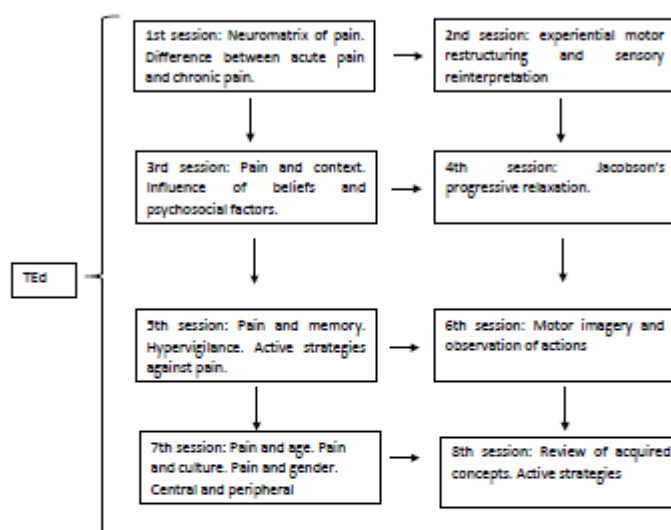 1st session: Neuromatrix of pain.
Difference between acute pain
and chronic pain.
2nd session: experiential motor
restructuring and sensory
reinterpretation
3rd session: Pain and context.
Influence of beliefs and
psychosocial factors.
4th session: Jacobson's
progressive relaxation.
TEd
5th session: Pain and memory.
Hypervigilance. Active strategies
against pain.
6th session: Motor imagery and
observation of actions
7th session: Pain and age. Pain
and culture. Pain and gender.
Central and peripheral
8th session: Review of acquired
concepts. Active strategies